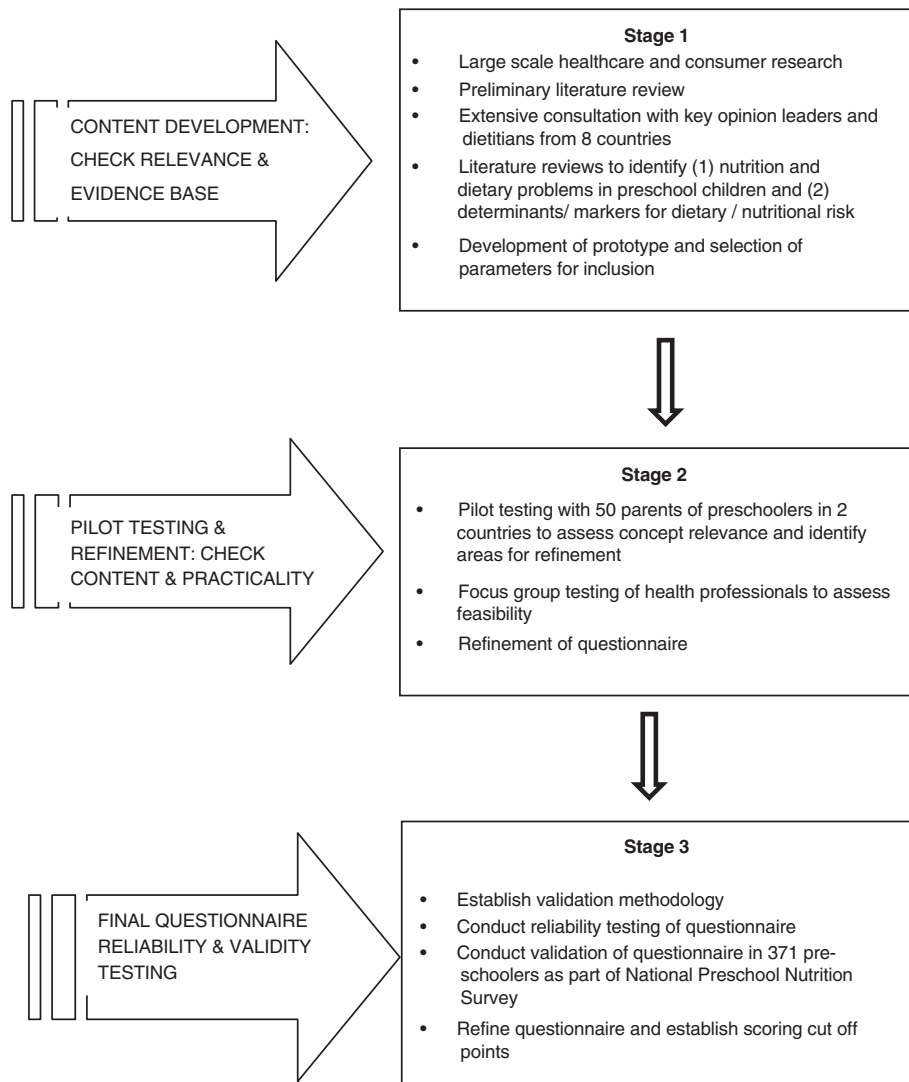 CONTENT DEVELOPMENT:
CHECK RELEVANCE &
EVIDENCE BASE
Stage 1
• Large scale healthcare and consumer research
• Preliminary literature review
• Extensive consultation with key opinion leaders and
dietitians from 8 countries
• Literature reviews to identify (1) nutrition and
dietary problems in preschool children and (2)
determinants/ markers for dietary / nutritional risk
• Development of prototype and selection of
parameters for inclusion
PILOT TESTING &
REFINEMENT: CHECK
CONTENT & PRACTICALITY
Stage 2
• Pilot testing with 50 parents of preschoolers in 2
countries to assess concept relevance and identify
areas for refinement
• Focus group testing of health professionals to assess
feasibility
• Refinement of questionnaire
FINAL QUESTIONNAIRE
RELIABILITY & VALIDITY
TESTING
Stage 3
• Establish validation methodology
• Conduct reliability testing of questionnaire
• Conduct validation of questionnaire in 371 pre-
schoolers as part of National Preschool Nutrition
Survey
• Refine questionnaire and establish scoring cut off
points